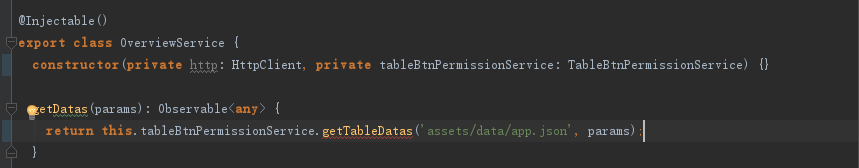 @Injectable()
export class OverviewService {
constructor(private http: HttpClient, private tableBtnPermissionService: TableBtnPermissionService) {}
getDatas(params): Observable<any> {
return this.tableBtnPermissionService.getTableDatas('assets/data/app.json', params);
}